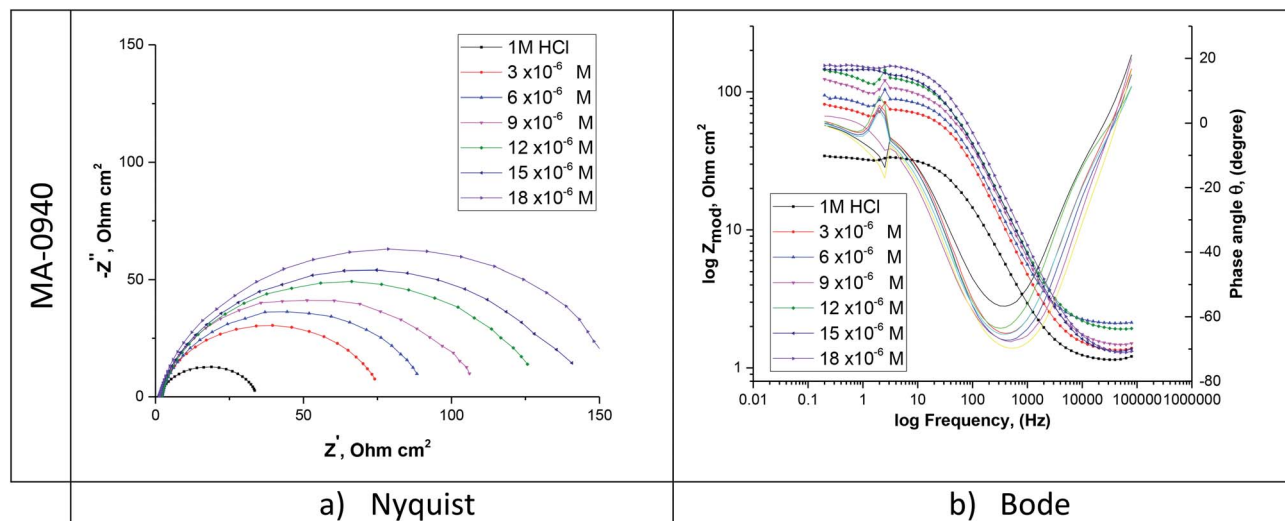 MA-0940
150
100
50
0
-Z'', Ohm cm²
0
50
100
150
Z', Ohm cm²
1M HCl
3 x10⁻⁶ M
6 x10⁻⁶ M
9 x10⁻⁶ M
12 x10⁻⁶ M
15 x10⁻⁶ M
18 x10⁻⁶ M
a) Nyquist
100
10
1
log Zmod, Ohm cm²
1M HCl
3 x10⁻⁶ M
6 x10⁻⁶ M
9 x10⁻⁶ M
12 x10⁻⁶ M
15 x10⁻⁶ M
18 x10⁻⁶ M
20
0
-20
-40
-60
-80
Phase angle θ, (degree)
0.01
0.1
1
10
100
1000
10000
100000
1000000
log Frequency, (Hz)
b) Bode